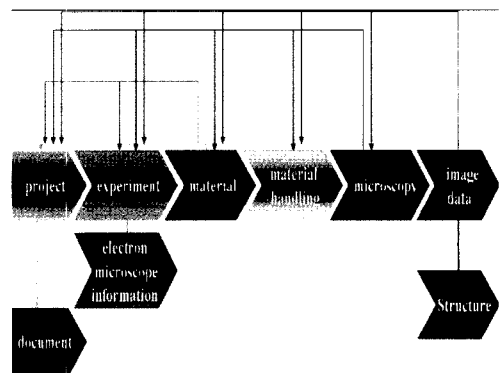 project
experiment
material
material
handling
microscopy
image
data
electron
microscope
information
Structure
document